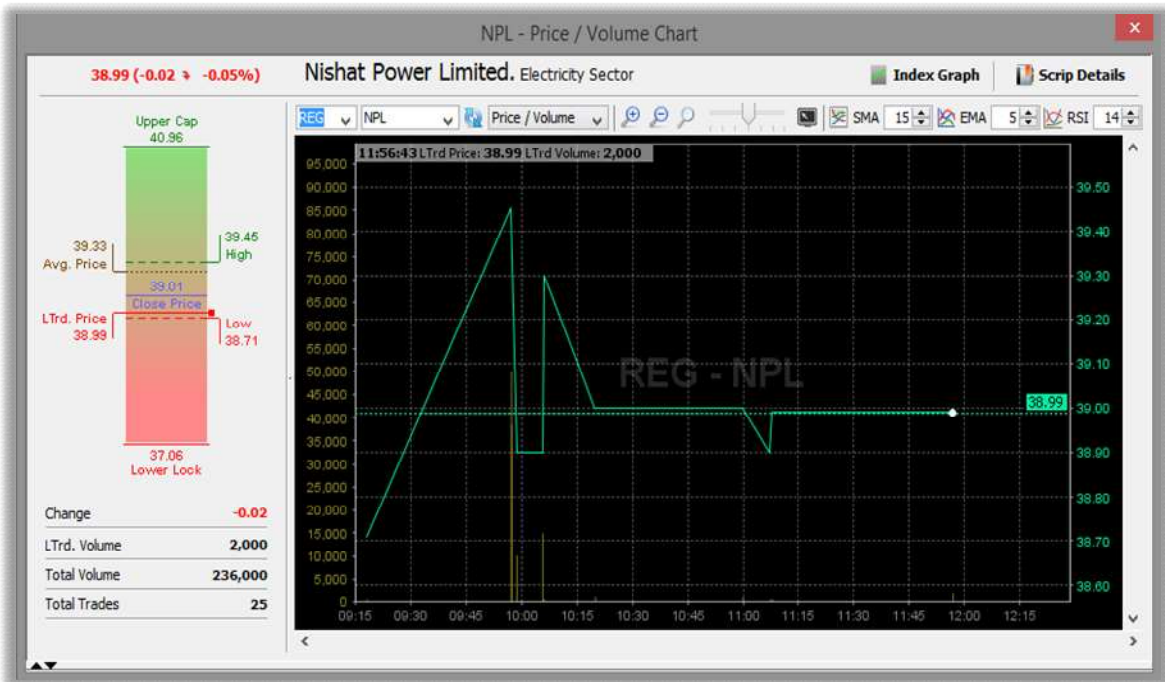 NPL - Price / Volume Chart
x
38.99 (-0.02 -0.05%)
Nishat Power Limited. Electricity Sector
Index Graph
Scrip Details
REG
NPL
Price / Volume
SMA 15
EMA 5
RSI 14
Upper Cap
40.96
39.33
Avg. Price
39.45
High
39.01
Close Price
LTrd. Price
38.99
Low
38.71
37.06
Lower Lock
Change -0.02
LTrd. Volume 2,000
Total Volume 236,000
Total Trades 25
11:56:43 LTrd Price: 38.99 LTrd Volume: 2,000
95,000
90,000
85,000
80,000
75,000
70,000
65,000
60,000
55,000
50,000
45,000
40,000
35,000
30,000
25,000
20,000
15,000
10,000
5,000
0
REG - NPL
39.50
39.40
39.30
39.20
39.10
38.99
39.00
38.90
38.80
38.70
38.60
09:15 09:30 09:45 10:00 10:15 10:30 10:45 11:00 11:15 11:30 11:45 12:00 12:15